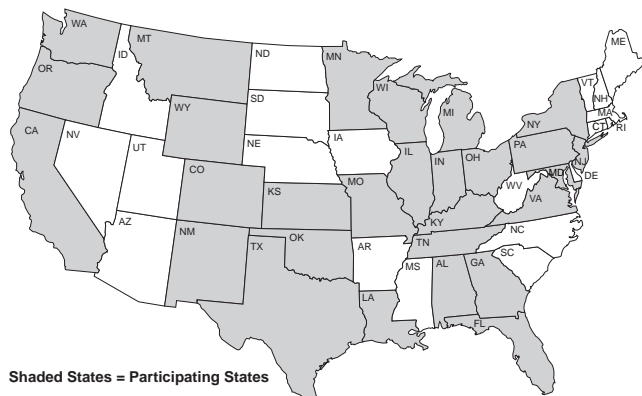 WA
MT
ND
MN
ME
ID
OR
SD
WI
MI
VT
NH
NY
MA
CT
RI
WY
CA
NV
UT
NE
IA
PA
NJ
IL
IN
OH
MD
DE
CO
KS
MO
WV
VA
KY
AZ
NM
OK
TX
AR
TN
NC
SC
MS
AL
GA
LA
FL
Shaded States = Participating States